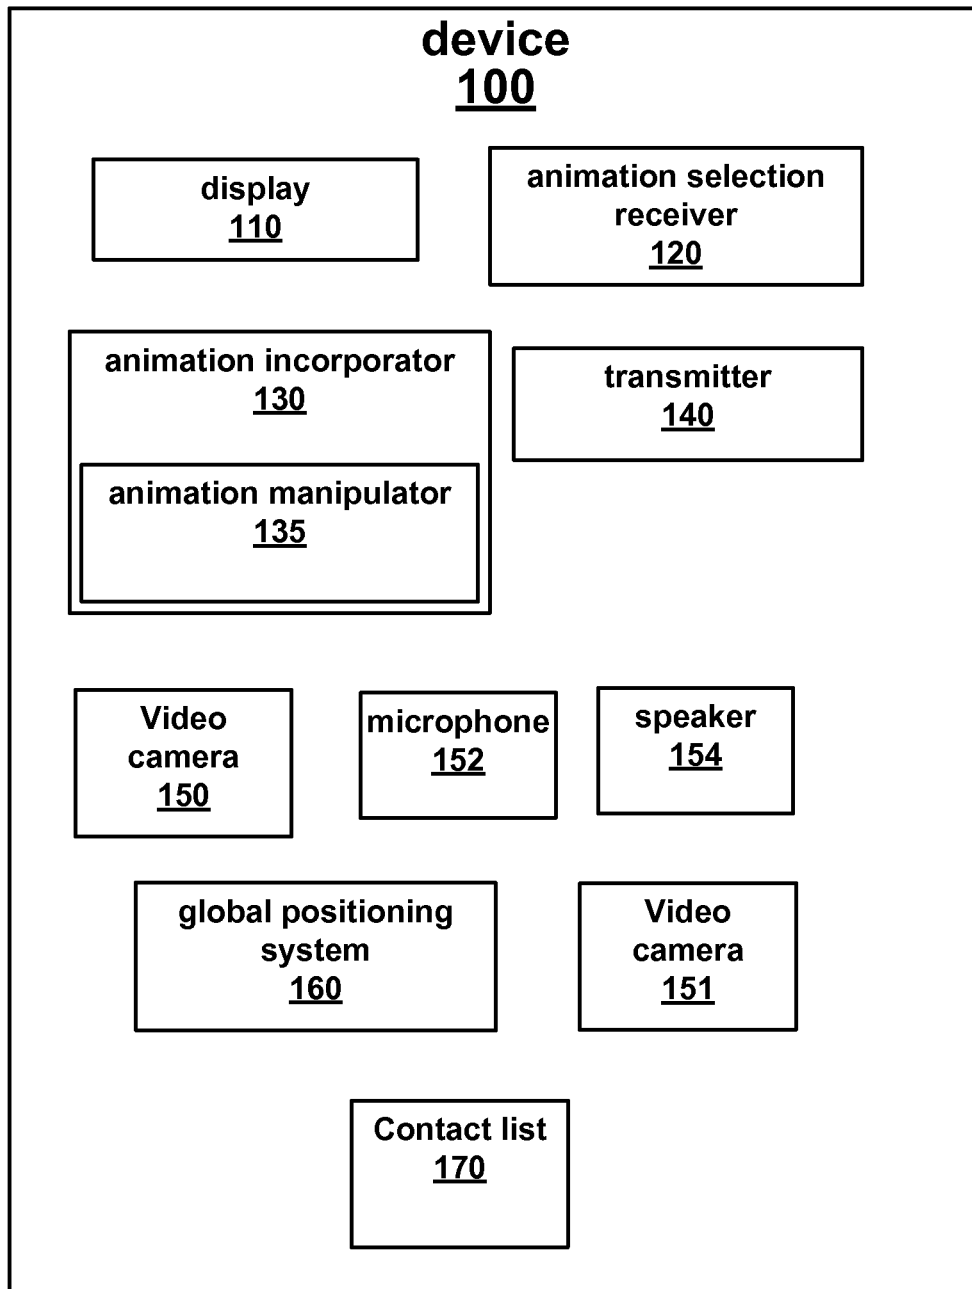 device
100
display
110
animation selection
receiver
120
animation incorporator
130
transmitter
140
animation manipulator
135
Video
camera
150
microphone
152
speaker
154
global positioning
system
160
Video
camera
151
Contact list
170